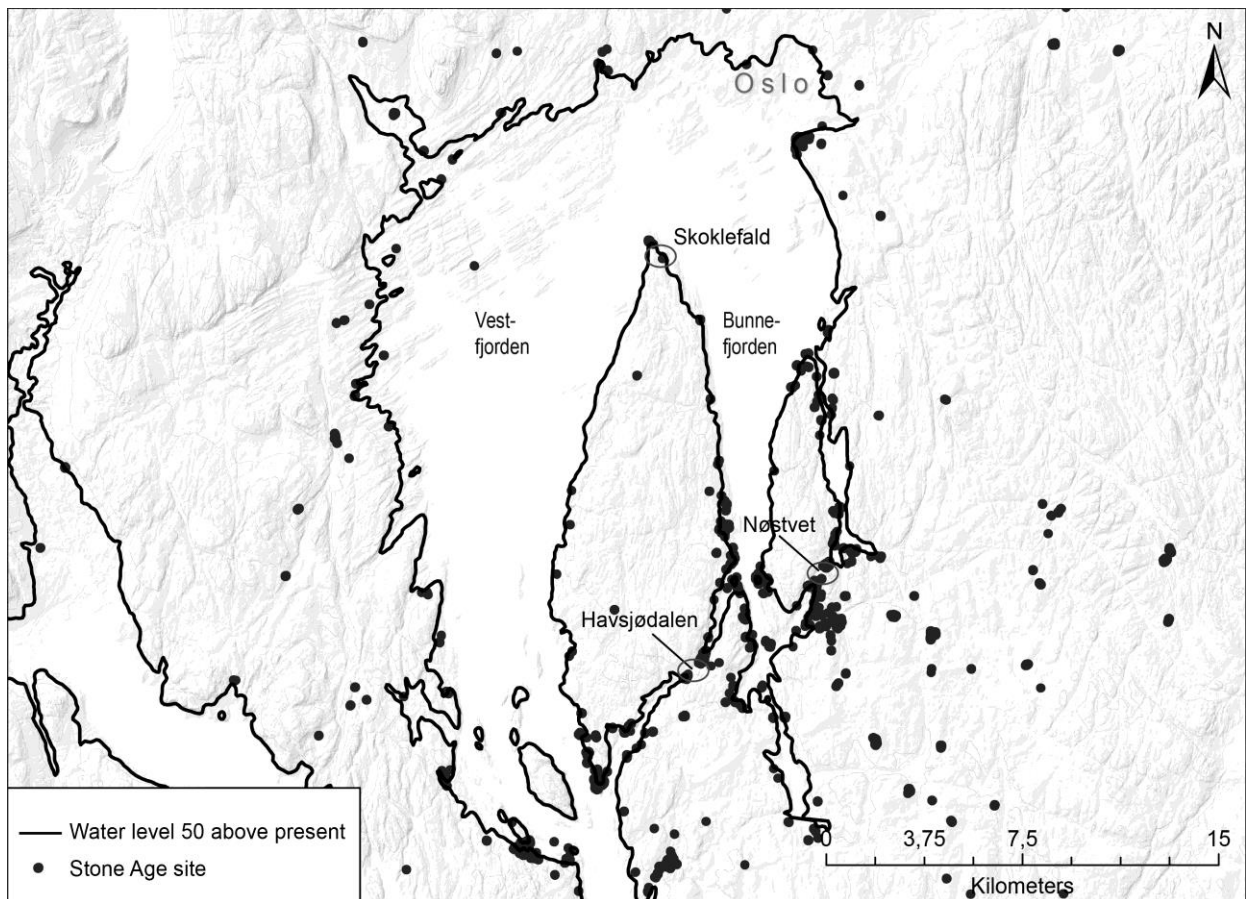 N
Oslo
Skoklefald
Vest-
fjorden
Bunne-
fjorden
Nøstvet
Havsjødalen
Water level 50 above present
Stone Age site
0
3,75
7,5
15
Kilometers